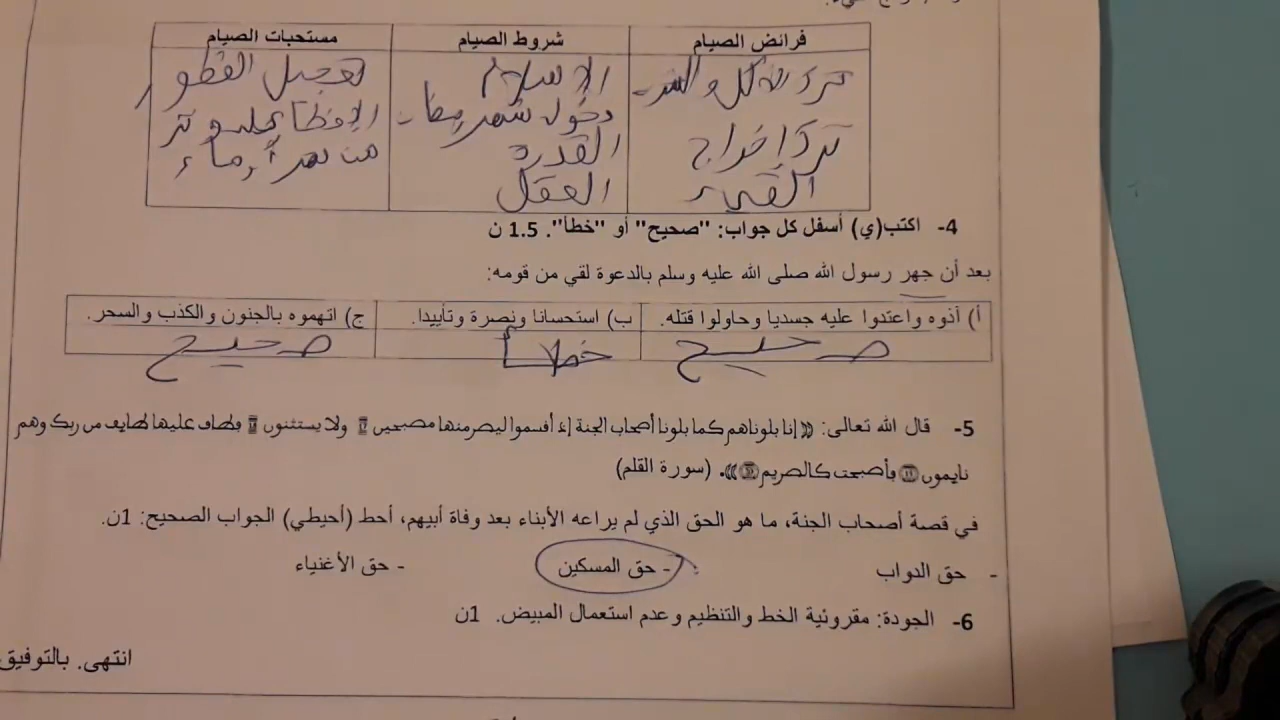 فرائض الصيام شروط الصيام مستحبات الصيام
ترك الأكل والشرب الإسلام تعجيل الفطور
ترك إخراج دخول شهر رمضان الإفطار على تمر
القيء القدرة من تمر أو ماء
العقل
4- اكتب(ي) أسفل كل جواب: "صحيح" أو "خطأ". 1.5 ن
بعد أن جهر رسول الله صلى الله عليه وسلم بالدعوة لقي من قومه:
أ) آذوه واعتدوا عليه جسديا وحاولوا قتله. ب) استحسانا ونصرة وتأييدا. ج) اتهموه بالجنون والكذب والسحر.
صحيح خطأ صحيح
5- قال الله تعالى: ﴿إنا بلوناهم كما بلونا أصحاب الجنة إذ أقسموا ليصرمنها مصبحين ولا يستثنون فطاف عليها طايف من ربك وهم
نايمون فأصبحت كالصريم﴾. (سورة القلم)
في قصة أصحاب الجنة، ما هو الحق الذي لم يراعه الأبناء بعد وفاة أبيهم، أحط (أحيطي) الجواب الصحيح: 1ن.
- حق الدواب - حق المسكين - حق الأغنياء
6- الجودة: مقروئية الخط والتنظيم وعدم استعمال المبيض. 1ن
انتهى. بالتوفيق